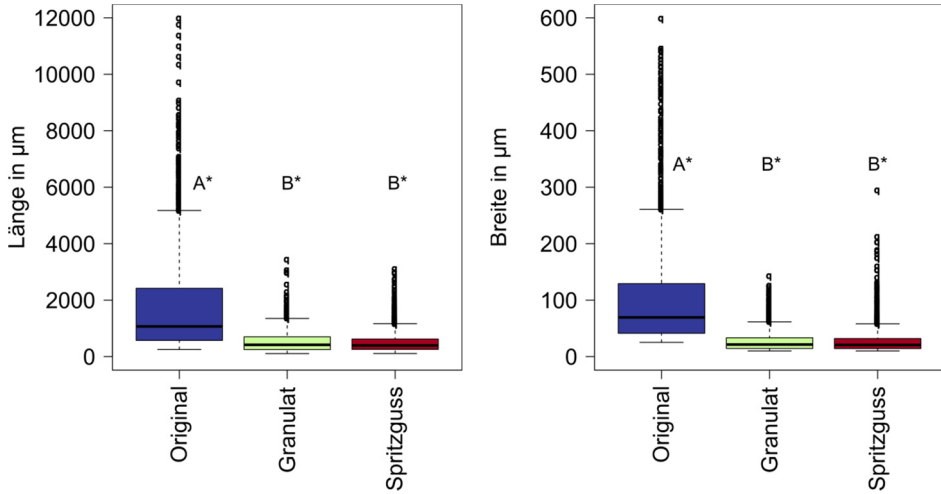 Länge in µm
12000
10000
8000
6000
4000
2000
0
A*
B*
B*
Original
Granulat
Spritzguss
Breite in µm
600
500
400
300
200
100
0
A*
B*
B*
Original
Granulat
Spritzguss